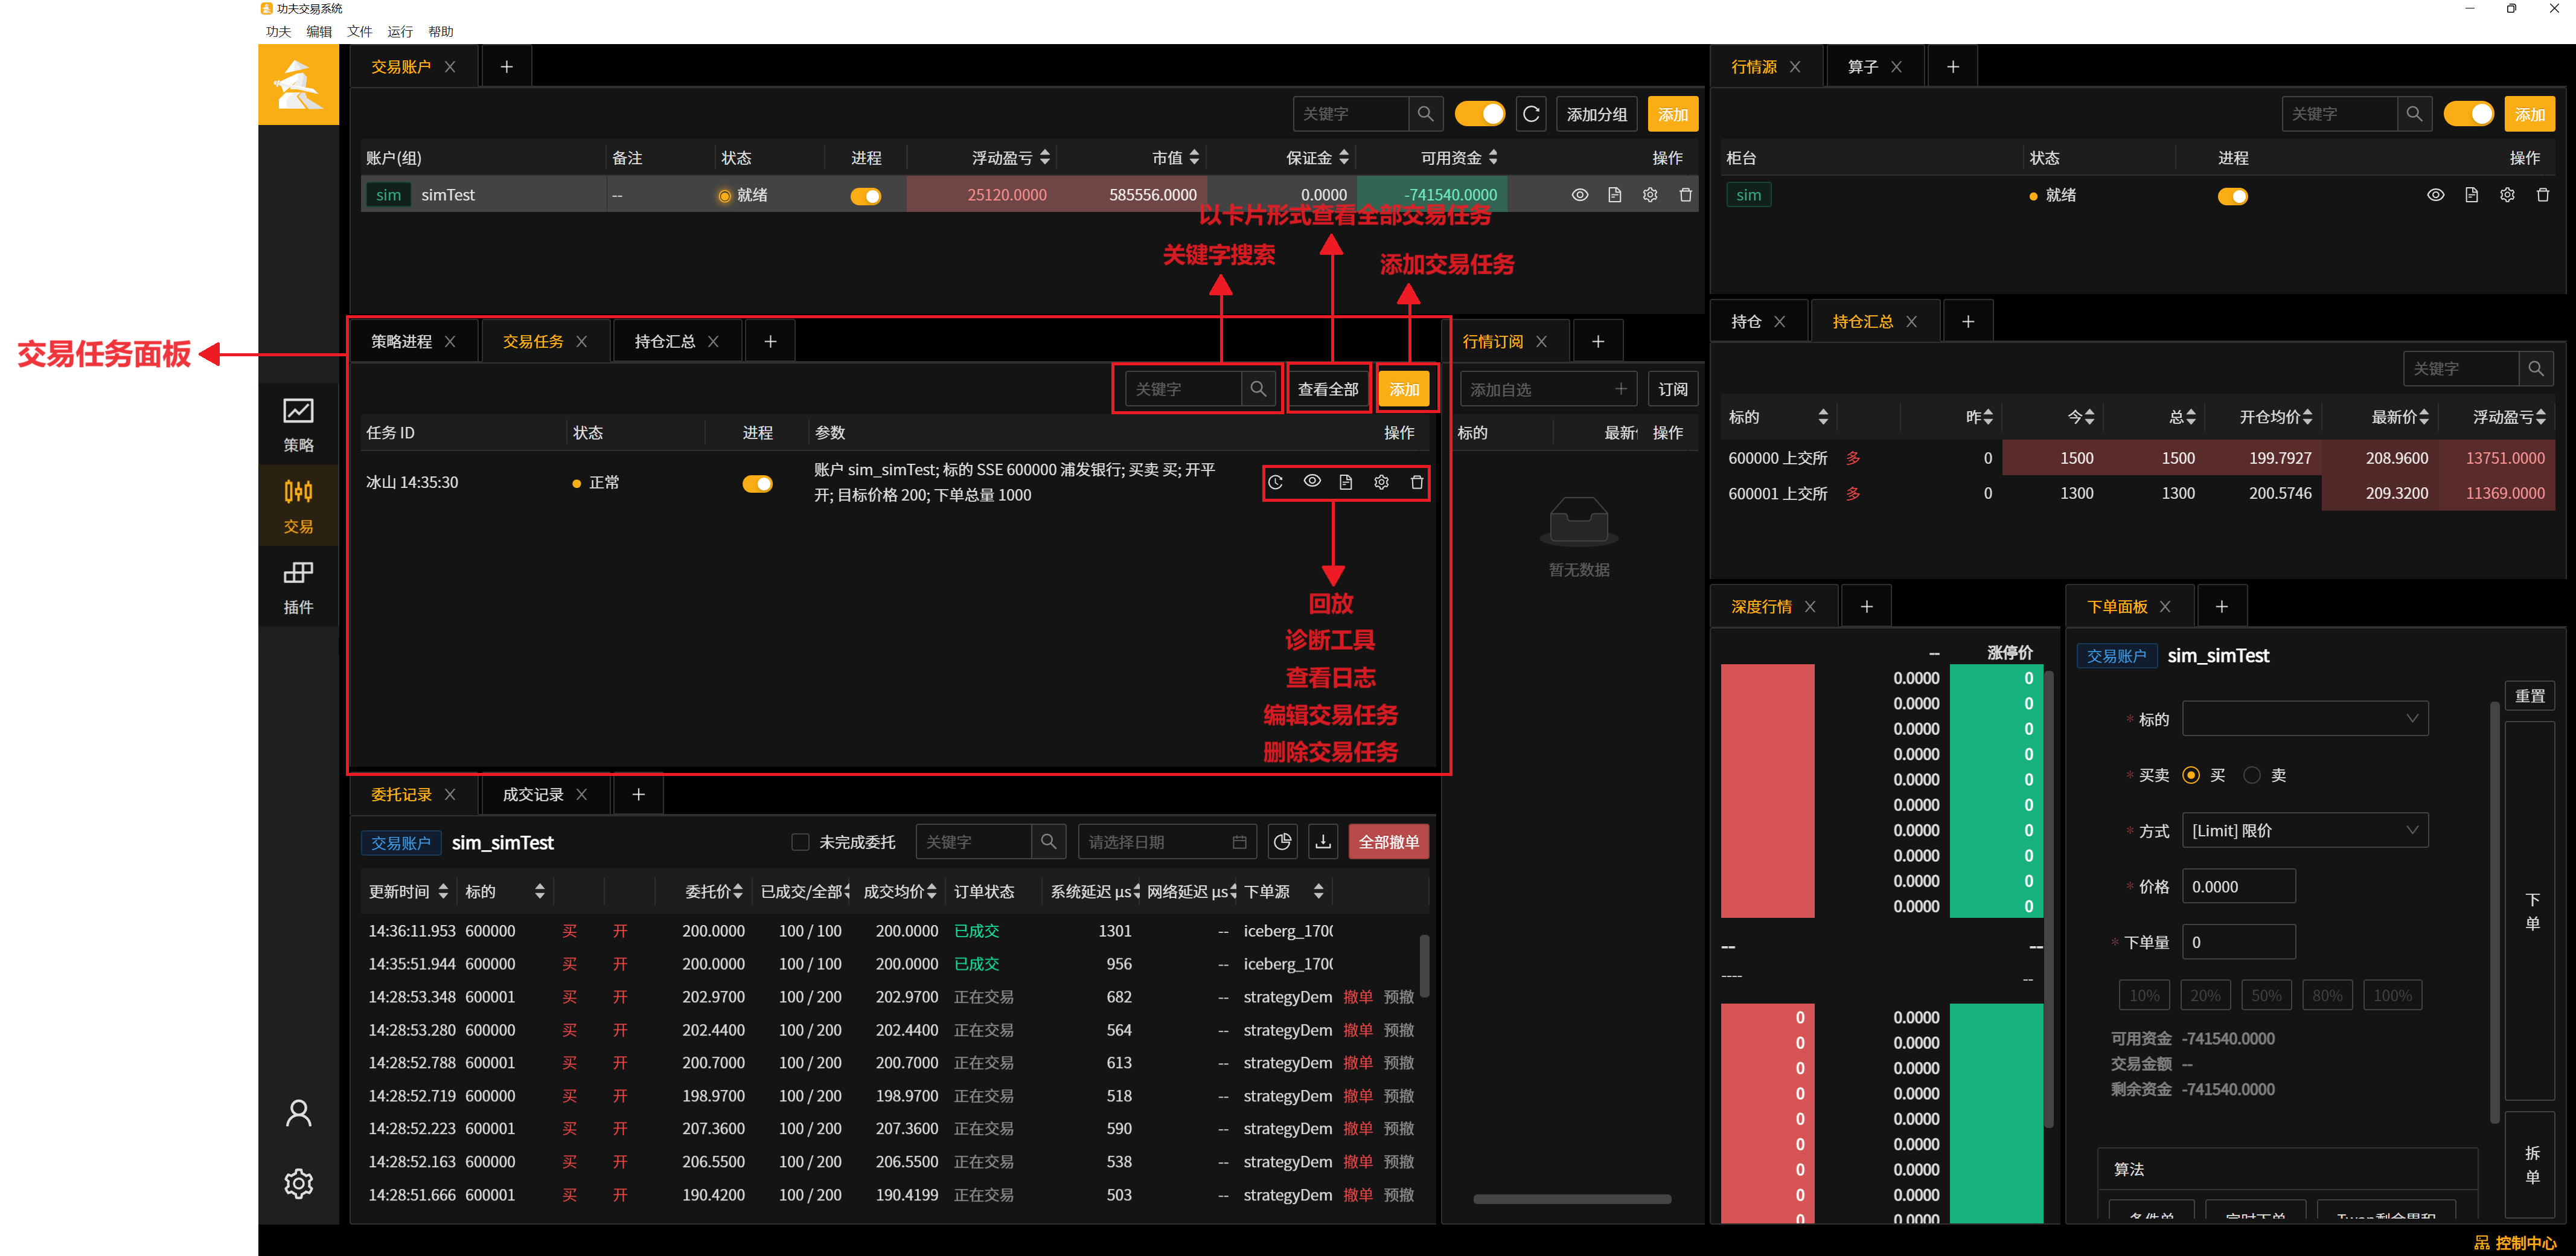 功夫交易系统
功夫 编辑 文件 运行 帮助
交易账户
关键字 添加分组 添加
账户(组) 备注 状态 进程 浮动盈亏 市值 保证金 可用资金 操作
sim simTest -- 就绪 25120.0000 585556.0000 0.0000 -741540.0000
以卡片形式查看全部交易任务
关键字搜索
添加交易任务
交易任务面板
策略
交易
插件
策略进程 交易任务 持仓汇总
关键字 查看全部 添加
任务 ID 状态 进程 参数 操作
冰山 14:35:30 正常 账户 sim_simTest; 标的 SSE 600000 浦发银行; 买卖 买; 开平
开; 目标价格 200; 下单总量 1000
回放
诊断工具
查看日志
编辑交易任务
删除交易任务
行情订阅
添加自选 订阅
标的 最新 操作
暂无数据
委托记录 成交记录
交易账户 sim_simTest 未完成委托 关键字 请选择日期 全部撤单
更新时间 标的 委托价 已成交/全部 成交均价 订单状态 系统延迟 μs 网络延迟 μs 下单源
14:36:11.953 600000 买 开 200.0000 100 / 100 200.0000 已成交 1301 -- iceberg_170
14:35:51.944 600000 买 开 200.0000 100 / 100 200.0000 已成交 956 -- iceberg_170
14:28:53.348 600001 买 开 202.9700 100 / 200 202.9700 正在交易 682 -- strategyDem 撤单 预撤
14:28:53.280 600000 买 开 202.4400 100 / 200 202.4400 正在交易 564 -- strategyDem 撤单 预撤
14:28:52.788 600001 买 开 200.7000 100 / 200 200.7000 正在交易 613 -- strategyDem 撤单 预撤
14:28:52.719 600000 买 开 198.9700 100 / 200 198.9700 正在交易 518 -- strategyDem 撤单 预撤
14:28:52.223 600001 买 开 207.3600 100 / 200 207.3600 正在交易 590 -- strategyDem 撤单 预撤
14:28:52.163 600000 买 开 206.5500 100 / 200 206.5500 正在交易 538 -- strategyDem 撤单 预撤
14:28:51.666 600001 买 开 190.4200 100 / 200 190.4199 正在交易 503 -- strategyDem 撤单 预撤
行情源 算子
关键字 添加
柜台 状态 进程 操作
sim 就绪
持仓 持仓汇总
关键字
标的 昨 今 总 开仓均价 最新价 浮动盈亏
600000 上交所 多 0 1500 1500 199.7927 208.9600 13751.0000
600001 上交所 多 0 1300 1300 200.5746 209.3200 11369.0000
深度行情
-- 涨停价
0.0000 0
0.0000 0
0.0000 0
0.0000 0
0.0000 0
0.0000 0
0.0000 0
0.0000 0
0.0000 0
0.0000 0
-- --
---- --
0 0.0000
0 0.0000
0 0.0000
0 0.0000
0 0.0000
0 0.0000
0 0.0000
0 0.0000
0 0.0000
下单面板
交易账户 sim_simTest
重置
* 标的
* 买卖 买 卖
* 方式 [Limit] 限价
* 价格 0.0000
* 下单量 0
10% 20% 50% 80% 100%
可用资金 -741540.0000
交易金额 --
剩余资金 -741540.0000
下单
拆单
算法
控制中心